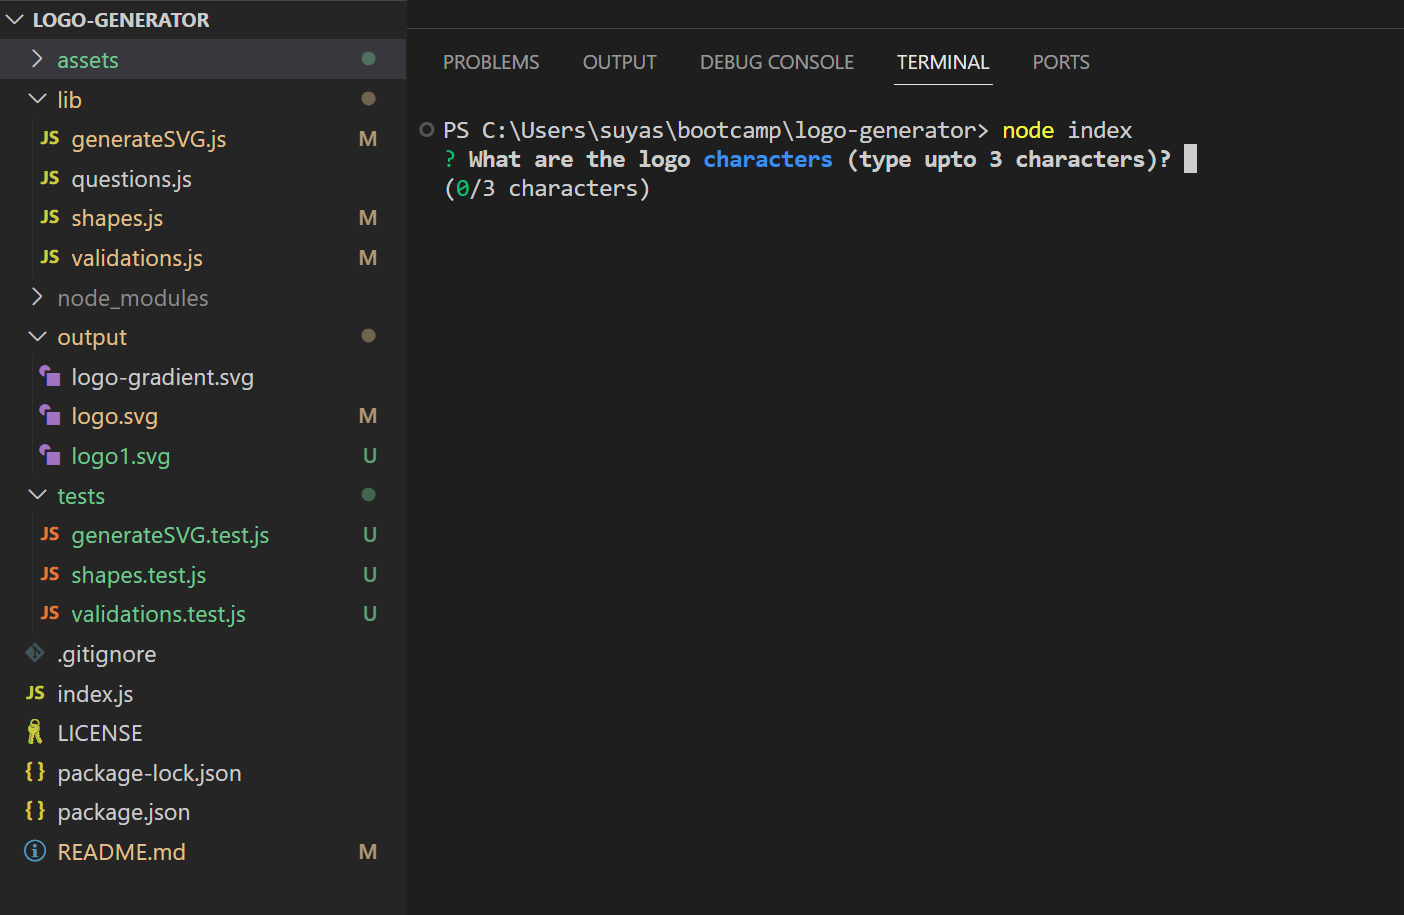 LOGO-GENERATOR
assets
lib
JS generateSVG.js M
JS questions.js
JS shapes.js M
JS validations.js M
node_modules
output
logo-gradient.svg
logo.svg M
logo1.svg U
tests
JS generateSVG.test.js U
JS shapes.test.js U
JS validations.test.js U
.gitignore
JS index.js
LICENSE
{} package-lock.json
{} package.json
README.md M
PROBLEMS OUTPUT DEBUG CONSOLE TERMINAL PORTS
PS C:\Users\suyas\bootcamp\logo-generator> node index
? What are the logo characters (type upto 3 characters)?
(0/3 characters)